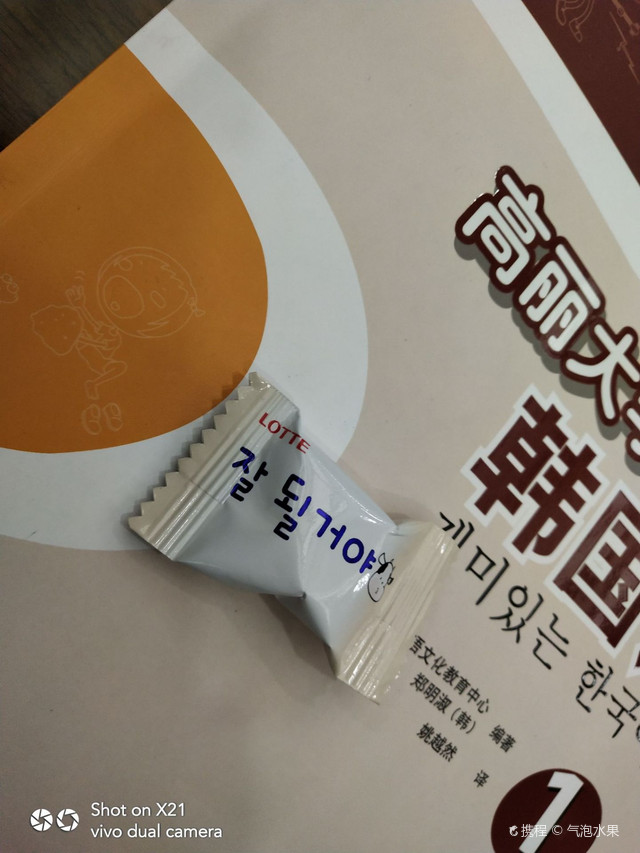 高丽大学
韩国
재미있는 한국
语文化教育中心 编著
郑明淑（韩）
姚越然 译
1
LOTTE
잘 될거야
Shot on X21
vivo dual camera
携程 © 气泡水果